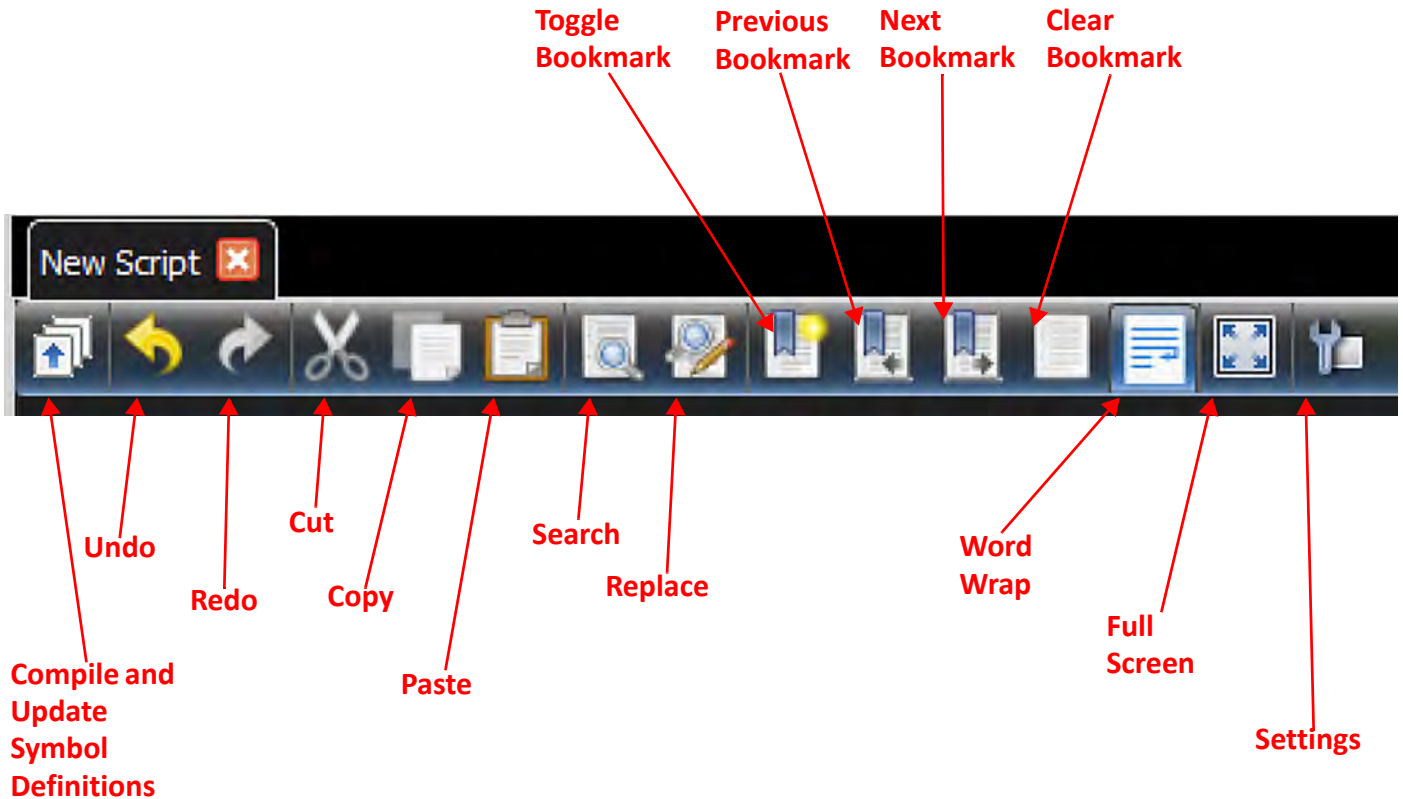 Toggle
Bookmark
Previous
Bookmark
Next
Bookmark
Clear
Bookmark
New Script
Undo
Redo
Cut
Copy
Paste
Search
Replace
Word
Wrap
Full
Screen
Settings
Compile and
Update
Symbol
Definitions